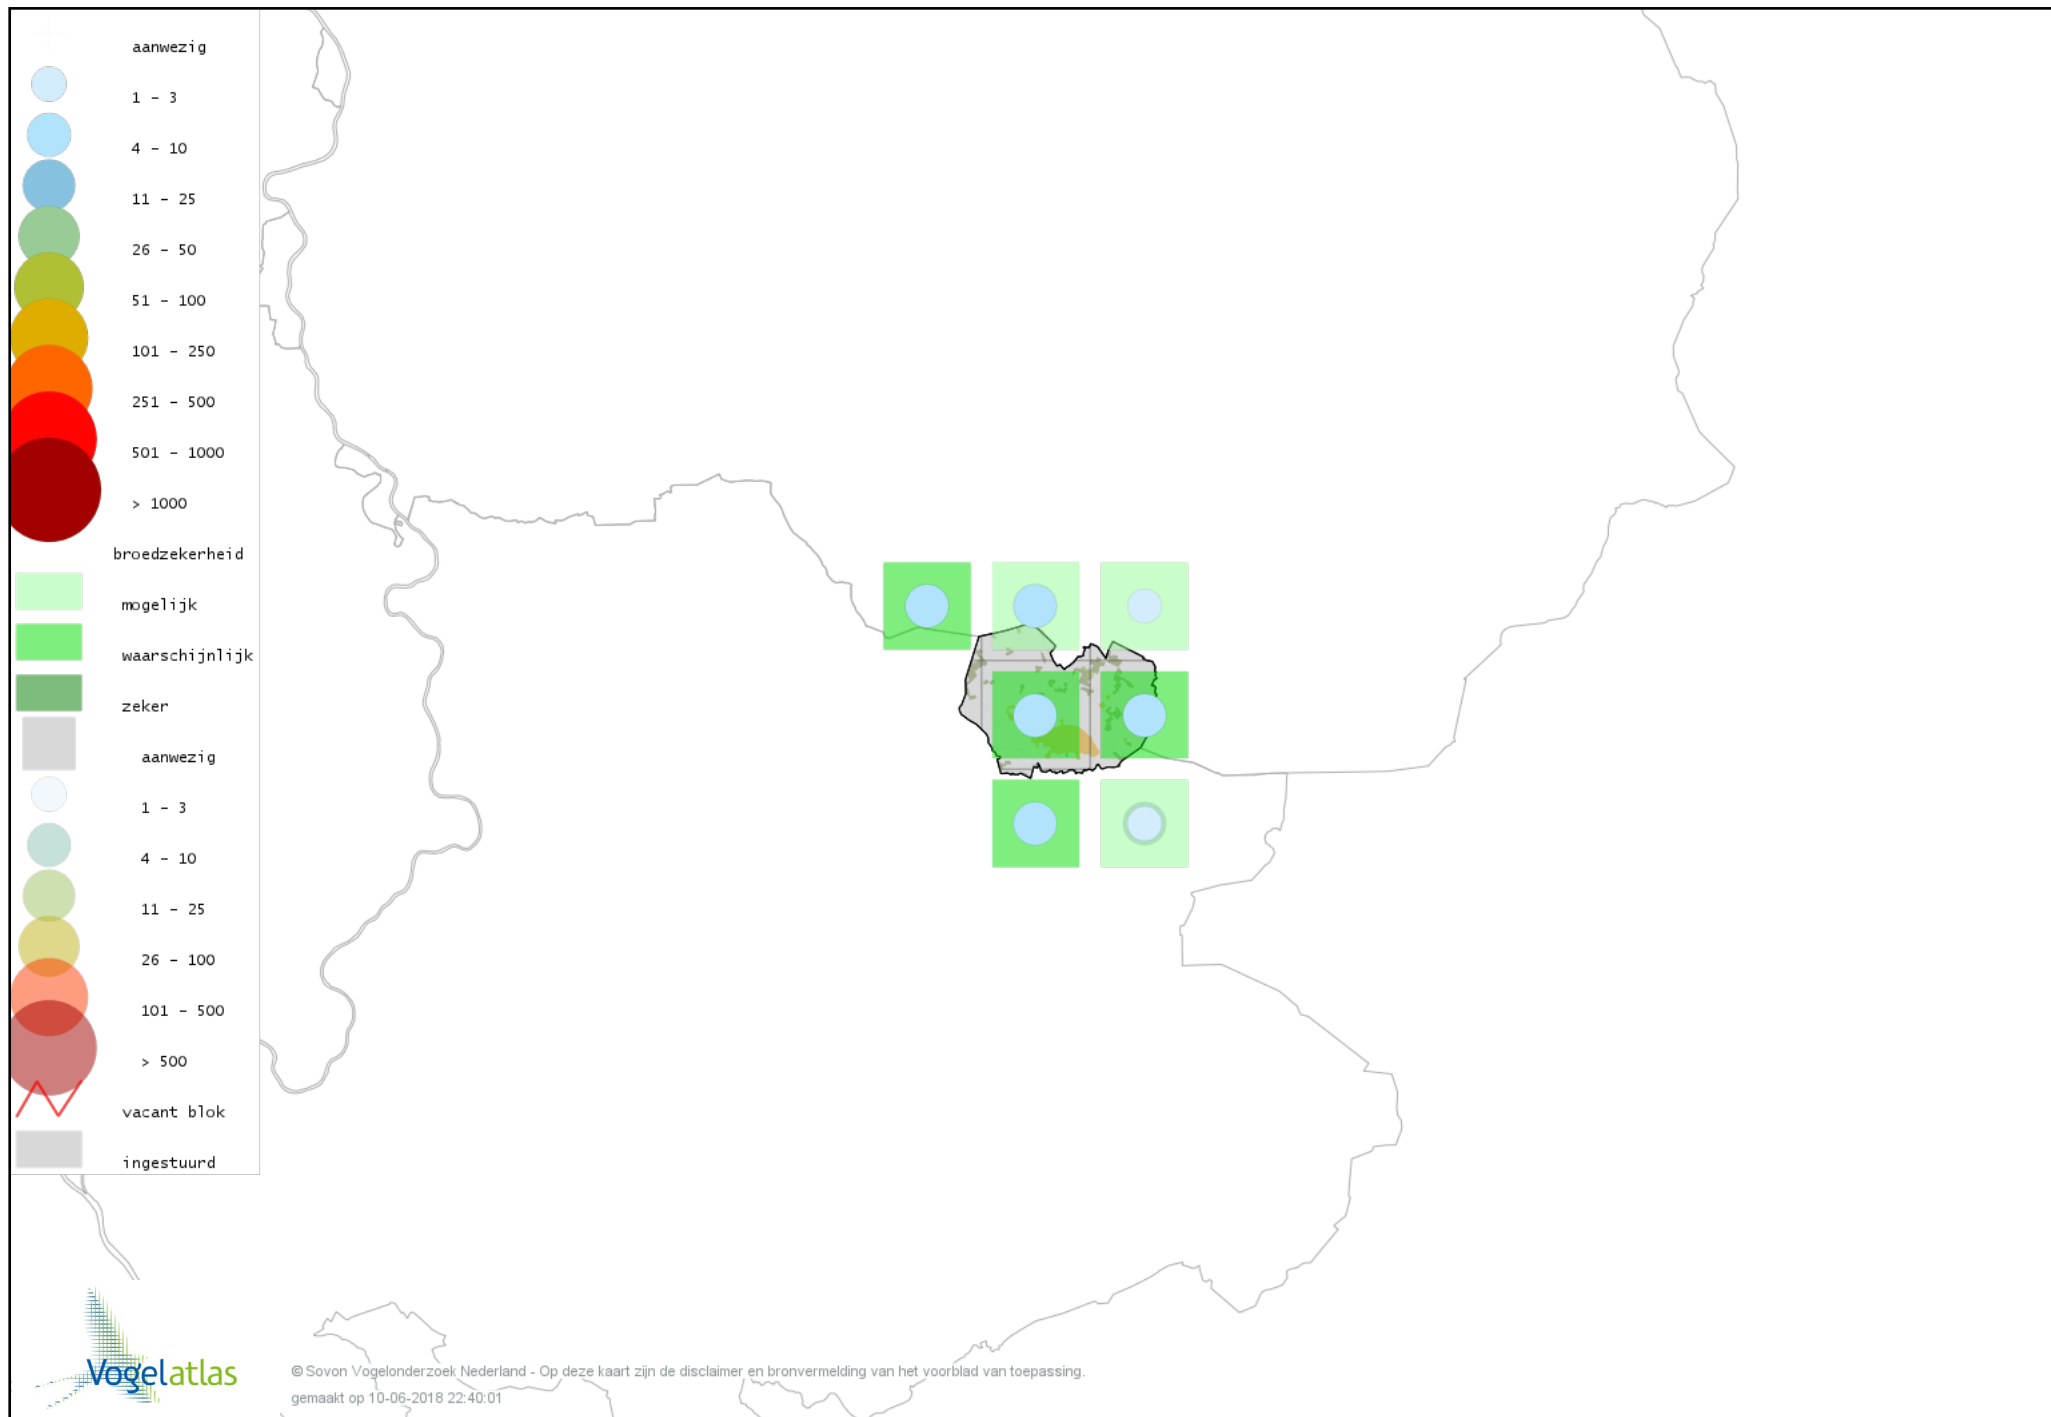 aanwezig
1 - 3
4 - 10
11 - 25
26 - 50
51 - 100
101 - 250
251 - 500
501 - 1000
> 1000
broedzekerheid
mogelijk
waarschijnlijk
zeker
aanwezig
1 - 3
4 - 10
11 - 25
26 - 100
101 - 500
> 500
vacant blok
ingestuurd
Vogelatlas
© Sovon Vogelonderzoek Nederland - Op deze kaart zijn de disclaimer en bronvermelding van het voorblad van toepassing.
gemaakt op 10-06-2018 22:40:01